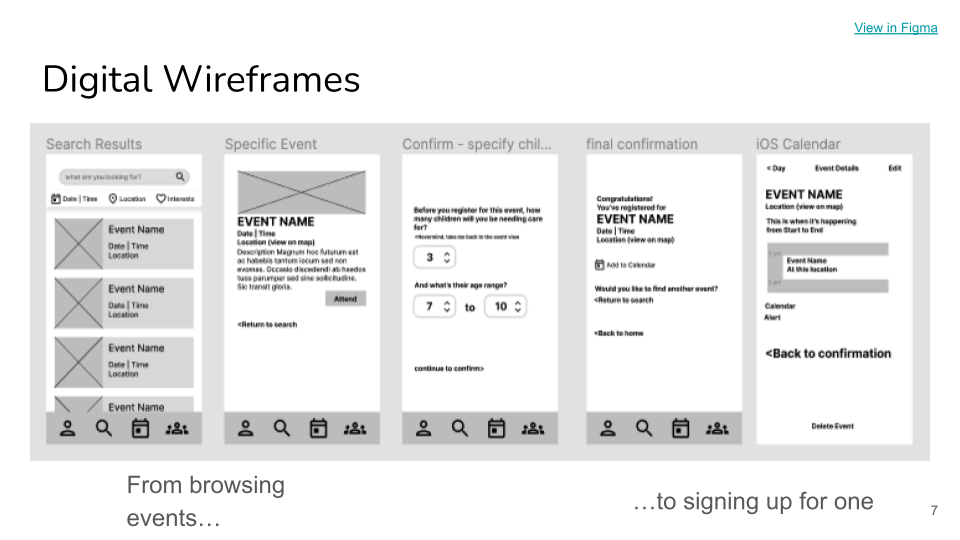 View in Figma
Digital Wireframes
Search Results
what are you looking for?
Date | Time
Location
Interests
Event Name
Date | Time
Location
Event Name
Date | Time
Location
Event Name
Date | Time
Location
Event Name
Specific Event
EVENT NAME
Date | Time
Location (view on map)
Description Magnum hoc futurum est
ac habebis tantum locum sed non
evomas. Occasio discedendi ab haedos
tuos parumper sed sine sollicitudine.
Sic transit gloria.
Attend
<Return to search
Confirm - specify chil...
Before you register for this event, how
many children will you be needing care
for?
<Nevermind, take me back to the event view
3
And what's their age range?
7 to 10
continue to confirm>
final confirmation
Congratulations!
You've registered for
EVENT NAME
Date | Time
Location (view on map)
Add to Calendar
Would you like to find another event?
<Return to search
<Back to home
iOS Calendar
< Day Event Details Edit
EVENT NAME
Location (view on map)
This is when it's happening
from Start to End
Event Name
At this location
Calendar
Alert
<Back to confirmation
Delete Event
From browsing
events…
…to signing up for one
7